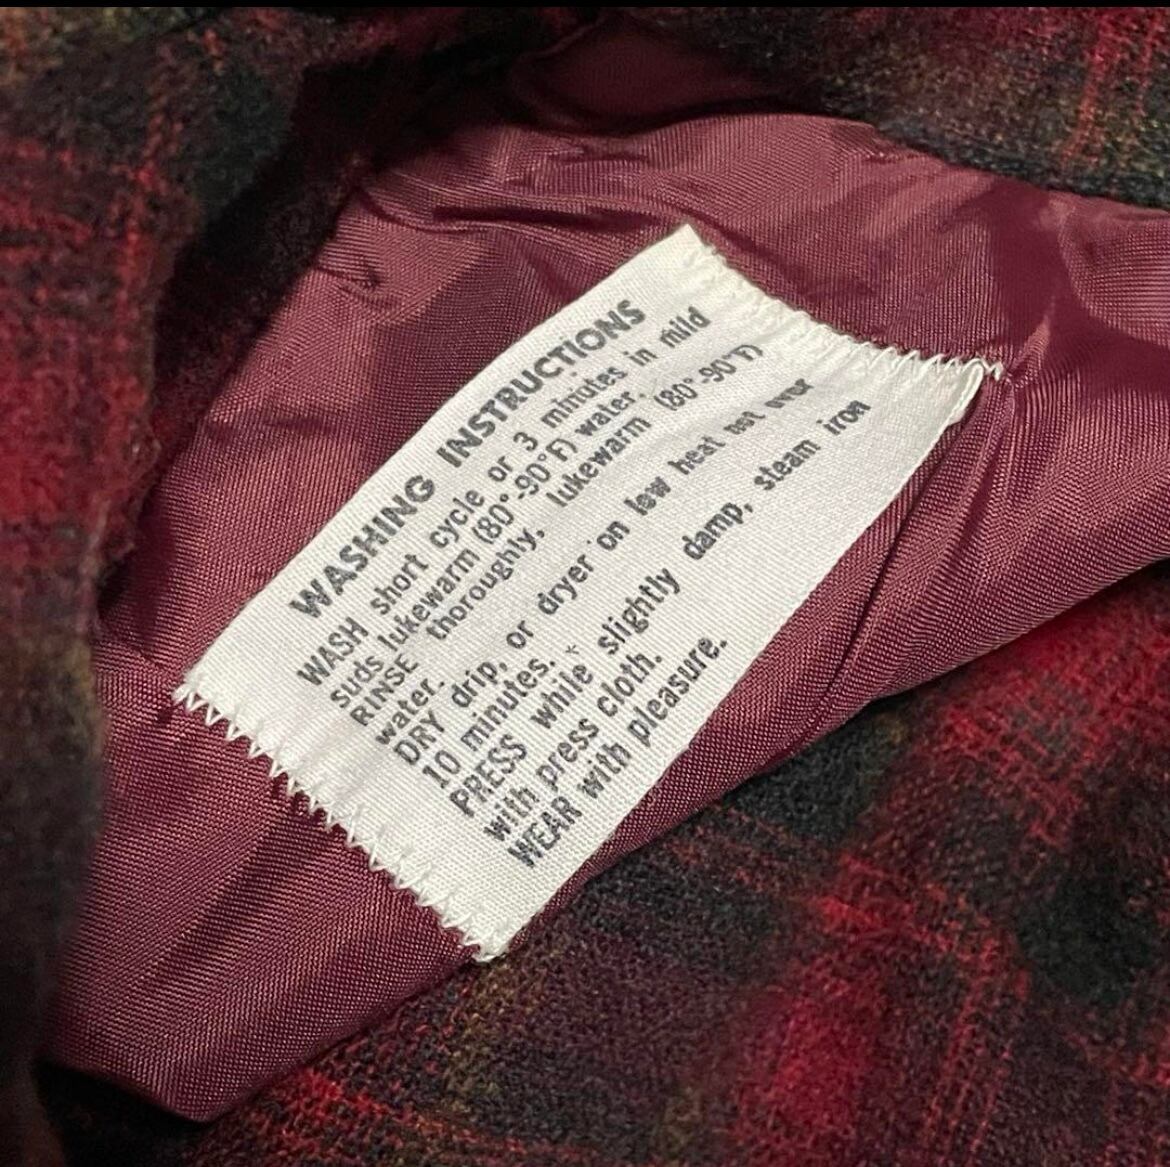 WASHING INSTRUCTIONS
WASH short cycle or 3 minutes in mild
suds, lukewarm (80°-90°F) water.
RINSE thoroughly, lukewarm (80°-90°F)
water.
DRY drip, or dryer on low heat not over
10 minutes.
PRESS while slightly damp, steam iron
with press cloth.
WEAR with pleasure.